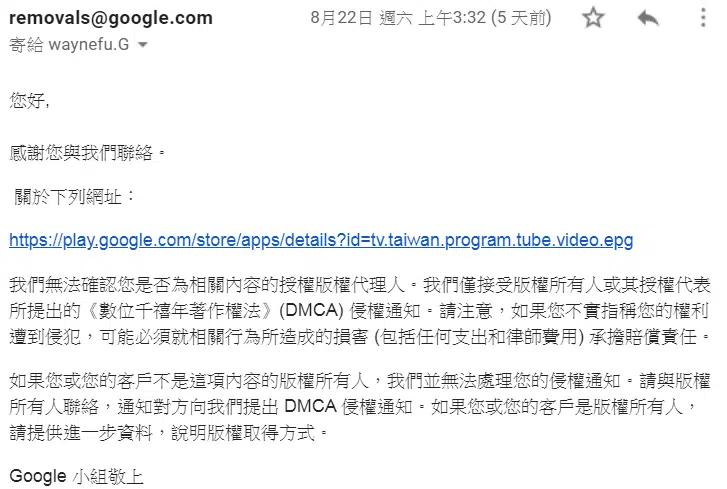 removals@google.com 8月22日 週六 上午3:32 (5 天前)
寄給 waynefu.G
您好,
感謝您與我們聯絡。
關於下列網址：
https://play.google.com/store/apps/details?id=tv.taiwan.program.tube.video.epg
我們無法確認您是否為相關內容的授權版權代理人。我們僅接受版權所有人或其授權代表
所提出的《數位千禧年著作權法》(DMCA) 侵權通知。請注意，如果您不實指稱您的權利
遭到侵犯，可能必須就相關行為所造成的損害 (包括任何支出和律師費用) 承擔賠償責任。
如果您或您的客戶不是這項內容的版權所有人，我們並無法處理您的侵權通知。請與版權
所有人聯絡，通知對方向我們提出 DMCA 侵權通知。如果您或您的客戶是版權所有人，
請提供進一步資料，說明版權取得方式。
Google 小組敬上